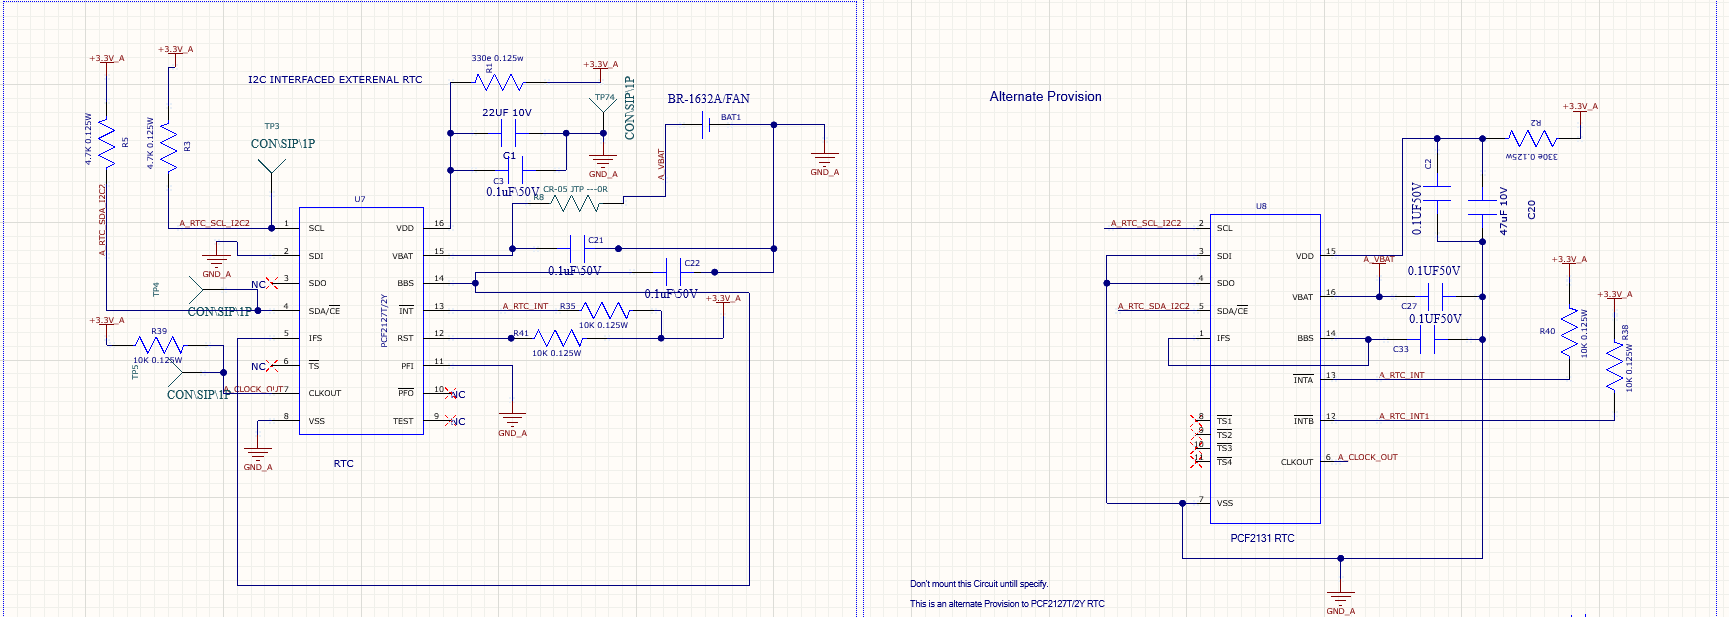 I2C INTERFACED EXTERENAL RTC
+3.3V_A
+3.3V_A
4.7K 0.125W
R5
4.7K 0.125W
R3
TP3
CON\SIP\1P
A_RTC_SDA_I2C2
A_RTC_SCL_I2C2
330e 0.125w
R1
+3.3V_A
22UF 10V
C1
C3
0.1uF\50V
TP74
CON\SIP\1P
GND_A
BR-1632A/FAN
BAT1
A_VBAT
GND_A
CR-05 JTP ---0R
R8
C21
0.1uF\50V
C22
0.1uF\50V
U7
1 SCL
2 SDI
3 SDO
4 SDA/CE
5 IFS
6 TS
7 CLKOUT
8 VSS
VDD 16
VBAT 15
BBS 14
INT 13
RST 12
PFI 11
PFO 10
TEST 9
PCF2127T/2Y
RTC
GND_A
NC
TP4
CON\SIP\1P
+3.3V_A
R39
10K 0.125W
NC
TP5
CON\SIP\1P
A_CLOCK_OUT
GND_A
A_RTC_INT
R35
10K 0.125W
R41
10K 0.125W
+3.3V_A
NC
NC
GND_A
Alternate Provision
+3.3V_A
R2
330e 0.125w
C2
0.1UF50V
47uF 10V
C20
U8
A_RTC_SCL_I2C2
A_RTC_SDA_I2C2
2 SCL
3 SDI
4 SDO
5 SDA/CE
1 IFS
8 TS1
9 TS2
10 TS3
11 TS4
7 VSS
VDD 15
VBAT 16
BBS 14
INTA 13
INTB 12
CLKOUT 6
A_VBAT
0.1UF50V
C27
0.1UF50V
C33
+3.3V_A
R40
10K 0.125W
+3.3V_A
R38
10K 0.125W
A_RTC_INT
A_RTC_INT1
A_CLOCK_OUT
PCF2131 RTC
GND_A
Don't mount this Circuit untill specify.
This is an alternate Provision to PCF2127T/2Y RTC